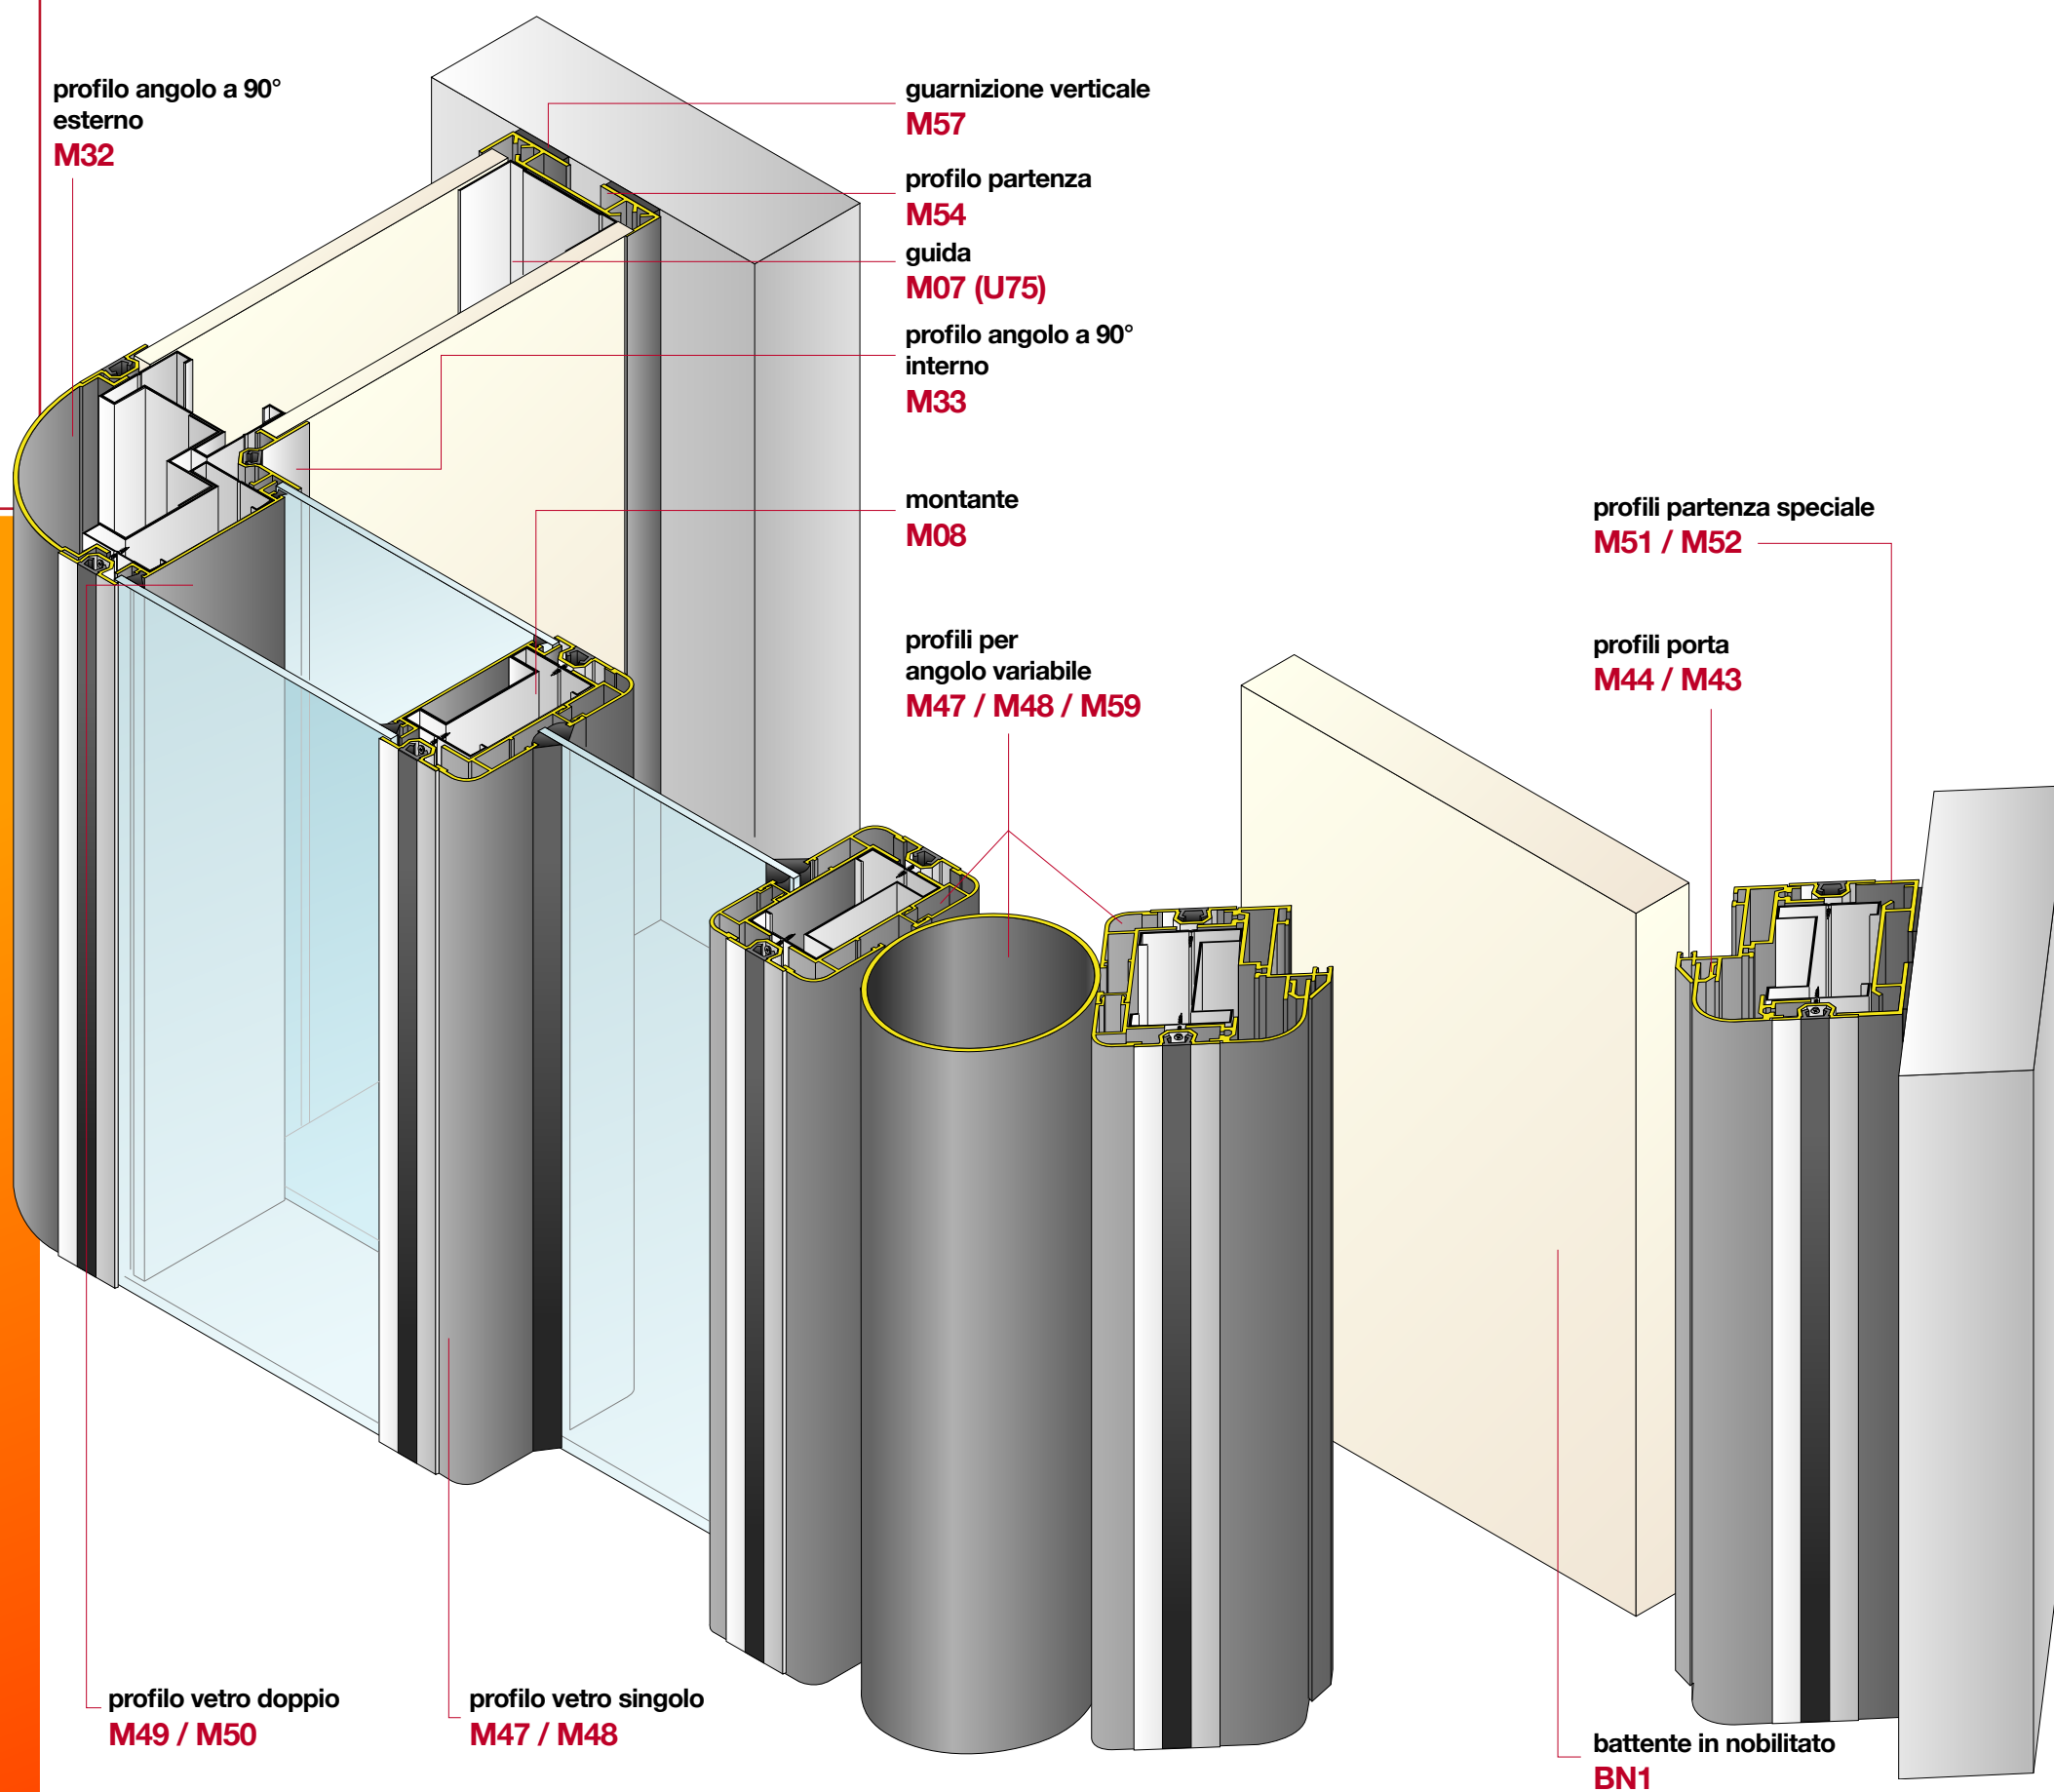 profilo angolo a 90°
esterno
M32
guarnizione verticale
M57
profilo partenza
M54
guida
M07 (U75)
profilo angolo a 90°
interno
M33
montante
M08
profili per
angolo variabile
M47 / M48 / M59
profili partenza speciale
M51 / M52
profili porta
M44 / M43
profilo vetro doppio
M49 / M50
profilo vetro singolo
M47 / M48
battente in nobilitato
BN1